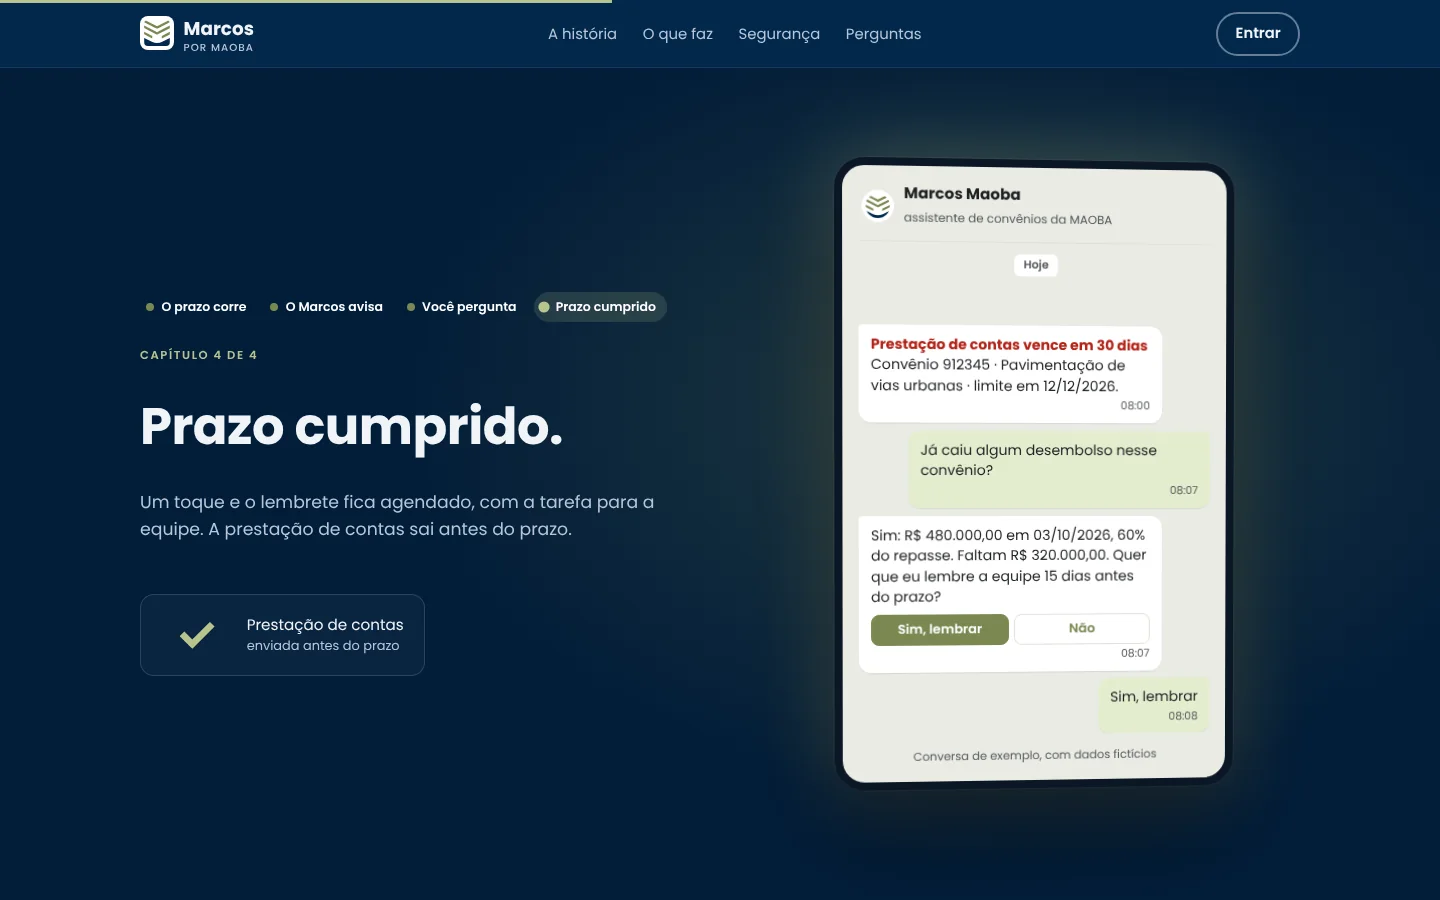 Marcos
POR MAOBA
A história
O que faz
Segurança
Perguntas
Entrar
O prazo corre
O Marcos avisa
Você pergunta
Prazo cumprido
CAPÍTULO 4 DE 4
Prazo cumprido.
Um toque e o lembrete fica agendado, com a tarefa para a
equipe. A prestação de contas sai antes do prazo.
Prestação de contas
enviada antes do prazo
Marcos Maoba
assistente de convênios da MAOBA
Hoje
Prestação de contas vence em 30 dias
Convênio 912345 · Pavimentação de
vias urbanas · limite em 12/12/2026.
08:00
Já caiu algum desembolso nesse
convênio?
08:07
Sim: R$ 480.000,00 em 03/10/2026, 60%
do repasse. Faltam R$ 320.000,00. Quer
que eu lembre a equipe 15 dias antes
do prazo?
Sim, lembrar
Não
08:07
Sim, lembrar
08:08
Conversa de exemplo, com dados fictícios